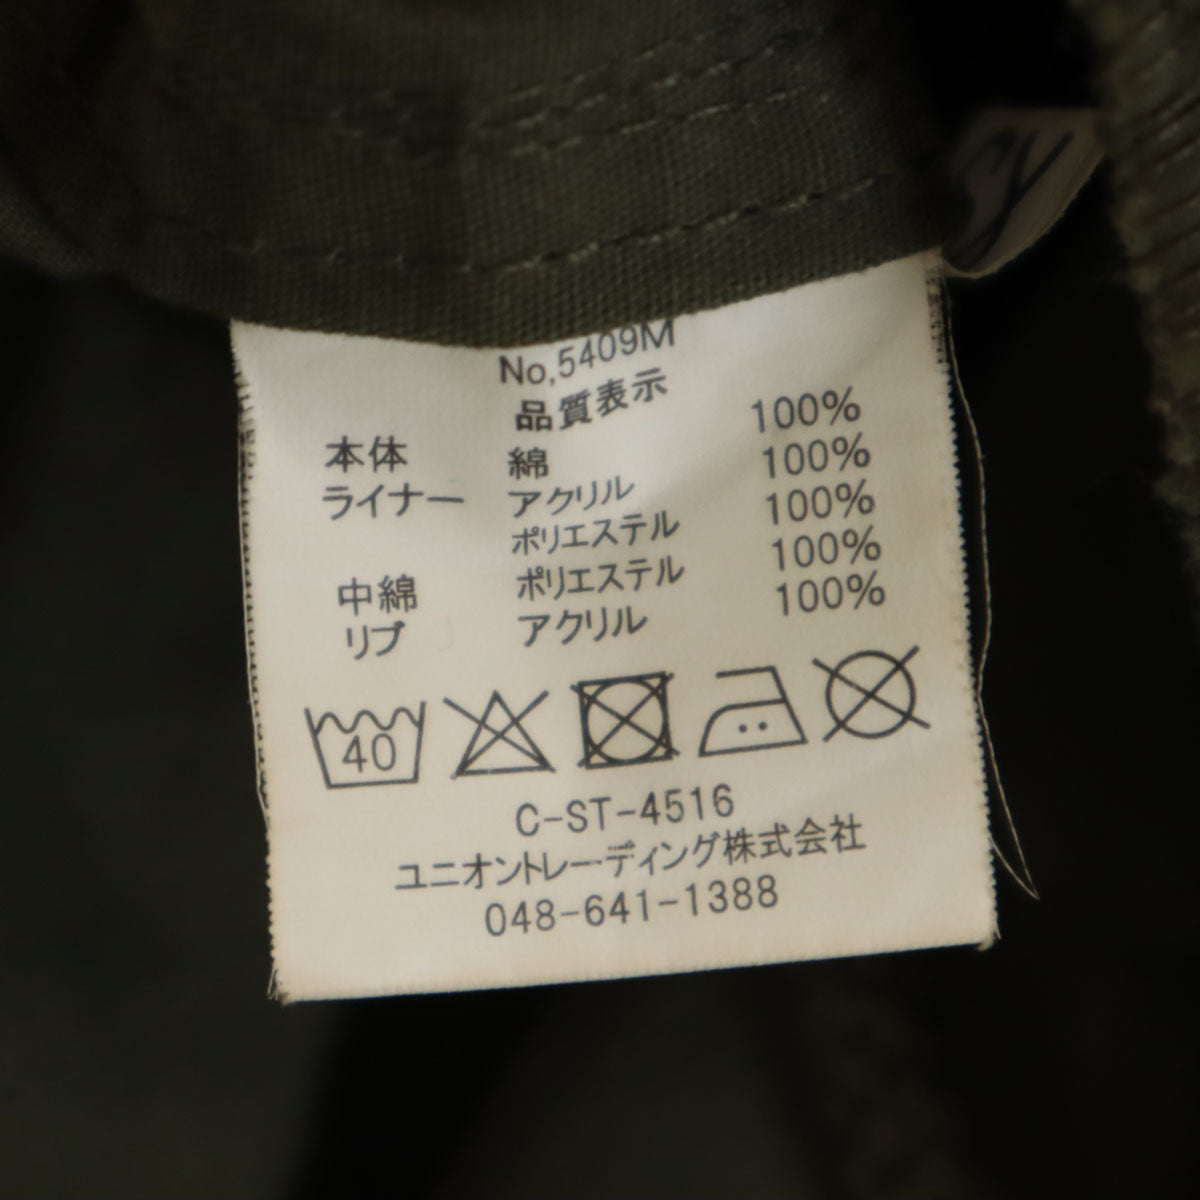 No,5409M
品質表示
本体 綿 100%
ライナー アクリル 100%
ポリエステル 100%
中綿 ポリエステル 100%
リブ アクリル 100%
40
C-ST-4516
ユニオントレーディング株式会社
048-641-1388